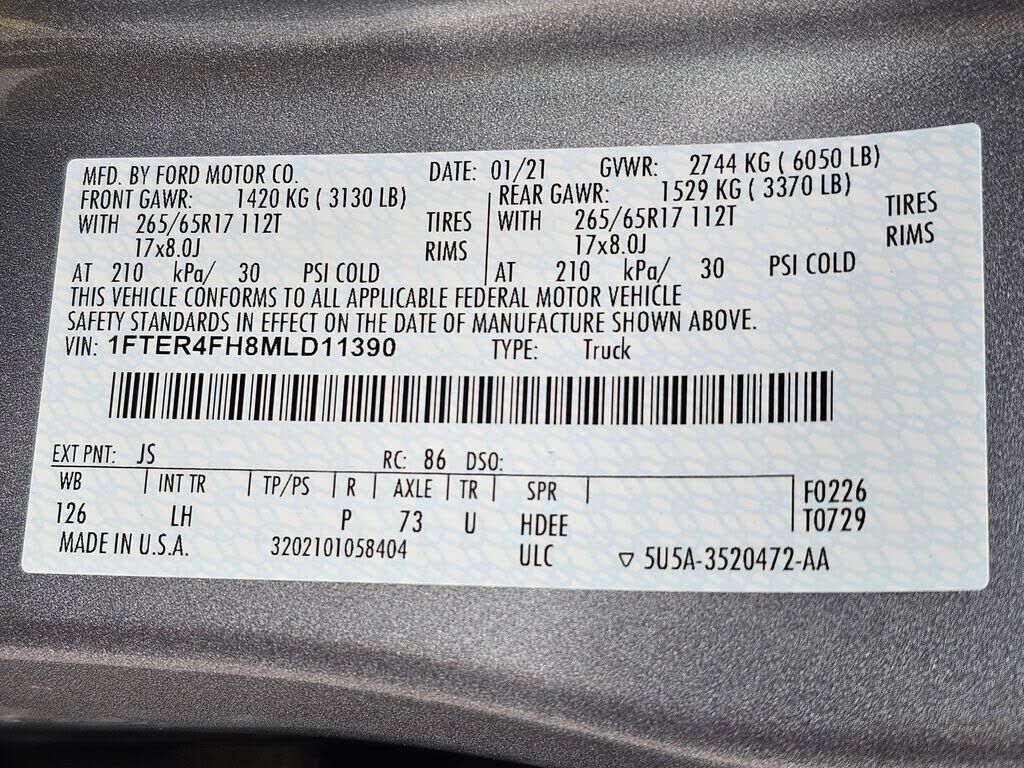 MFD. BY FORD MOTOR CO. DATE: 01/21 GVWR: 2744 KG ( 6050 LB)
FRONT GAWR: 1420 KG ( 3130 LB) REAR GAWR: 1529 KG ( 3370 LB)
WITH 265/65R17 112T TIRES WITH 265/65R17 112T TIRES
17x8.0J RIMS 17x8.0J RIMS
AT 210 kPa/ 30 PSI COLD AT 210 kPa/ 30 PSI COLD
THIS VEHICLE CONFORMS TO ALL APPLICABLE FEDERAL MOTOR VEHICLE
SAFETY STANDARDS IN EFFECT ON THE DATE OF MANUFACTURE SHOWN ABOVE.
VIN: 1FTER4FH8MLD11390 TYPE: Truck
EXT PNT: JS RC: 86 DSO:
WB INT TR TP/PS R AXLE TR SPR F0226
126 LH P 73 U HDEE T0729
MADE IN U.S.A. 3202101058404 ULC ▽ 5U5A-3520472-AA